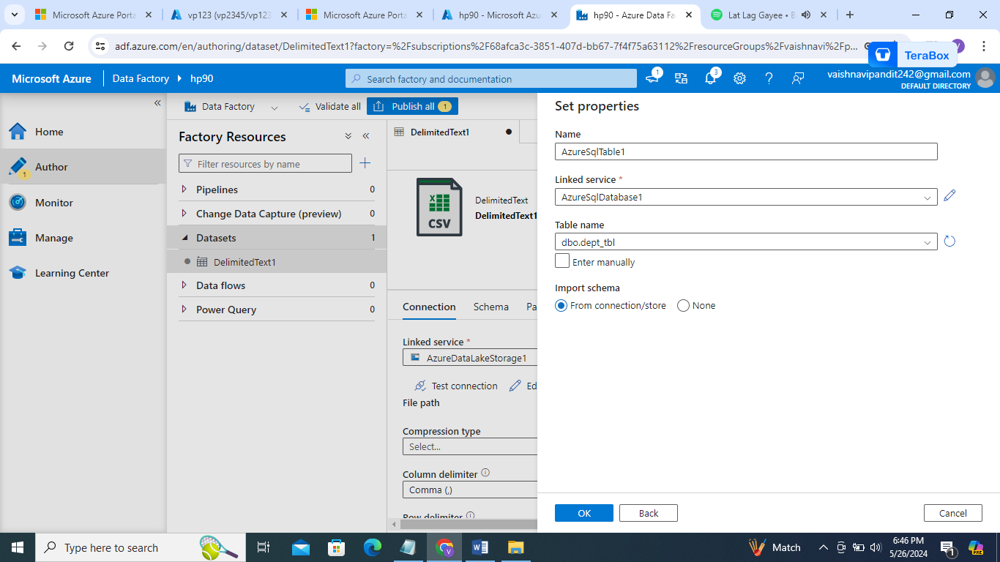 Microsoft Azure Porta
vp123 (vp2345/vp123
Microsoft Azure Porta
hp90 - Microsoft Azu
hp90 - Azure Data Fa
Lat Lag Gayee • B
adf.azure.com/en/authoring/dataset/DelimitedText1?factory=%2Fsubscriptions%2F68afca3c-3851-407d-bb67-7f4f75a63112%2FresourceGroups%2Fvaishnavi%2Fp...
TeraBox
Microsoft Azure
Data Factory
hp90
Search factory and documentation
1
3
vaishnavipandit242@gmail.com
DEFAULT DIRECTORY
Home
Author
1
Monitor
Manage
Learning Center
Data Factory
Validate all
Publish all 1
Factory Resources
Filter resources by name
Pipelines 0
Change Data Capture (preview) 0
Datasets 1
DelimitedText1
Data flows 0
Power Query 0
DelimitedText1
CSV
DelimitedText
DelimitedText1
Connection
Schema
Pa
Linked service *
AzureDataLakeStorage1
Test connection
Ed
File path
Compression type
Select...
Column delimiter
Comma (,)
Row delimiter
Set properties
Name
AzureSqlTable1
Linked service *
AzureSqlDatabase1
Table name
dbo.dept_tbl
Enter manually
Import schema
From connection/store
None
OK
Back
Cancel
Type here to search
Match
6:46 PM
5/26/2024
1
PRE